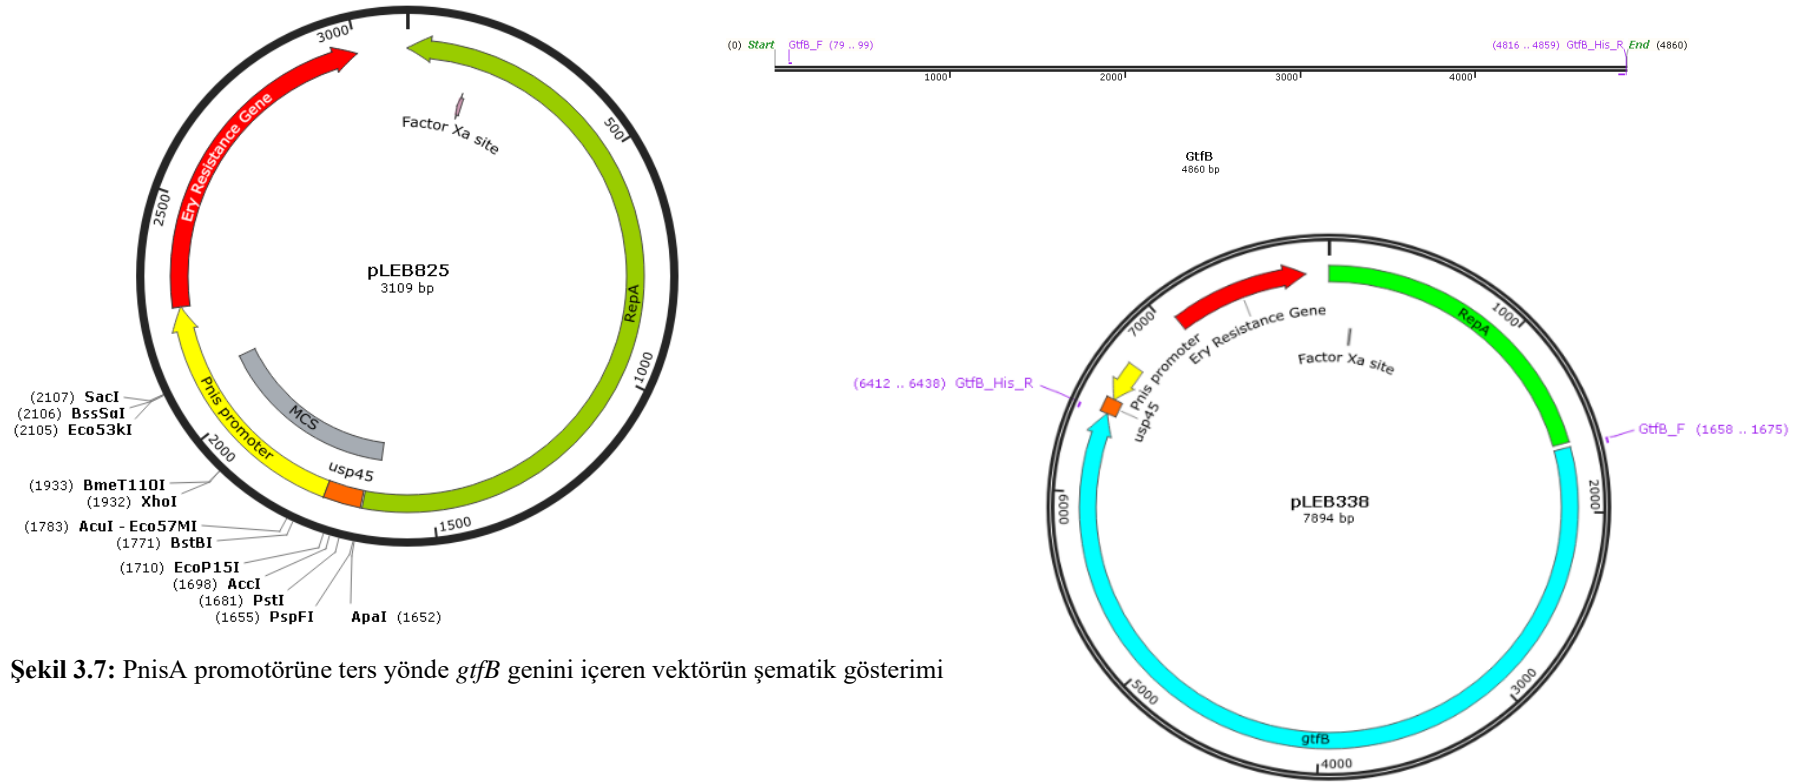 3000
500
1000
1500
2000
2500
Ery Resistance Gene
Factor Xa site
RepA
pLEB825
3109 bp
Pnis promoter
MCS
usp45
(2107) SacI
(2106) BssSαI
(2105) Eco53kI
(1933) BmeT110I
(1932) XhoI
(1783) AcuI - Eco57MI
(1771) BstBI
(1710) EcoP15I
(1698) AccI
(1681) PstI
(1655) PspFI
ApaI (1652)
(0) Start
GtfB_F (79 .. 99)
(4816 .. 4859) GtfB_His_R
End (4860)
1000
2000
3000
4000
GtfB
4860 bp
7000
1000
2000
3000
4000
5000
6000
Ery Resistance Gene
RepA
Factor Xa site
Pnis promoter
usp45
(6412 .. 6438) GtfB_His_R
GtfB_F (1658 .. 1675)
pLEB338
7894 bp
gtfB
Şekil 3.7: PnisA promotörüne ters yönde gtfB genini içeren vektörün şematik gösterimi